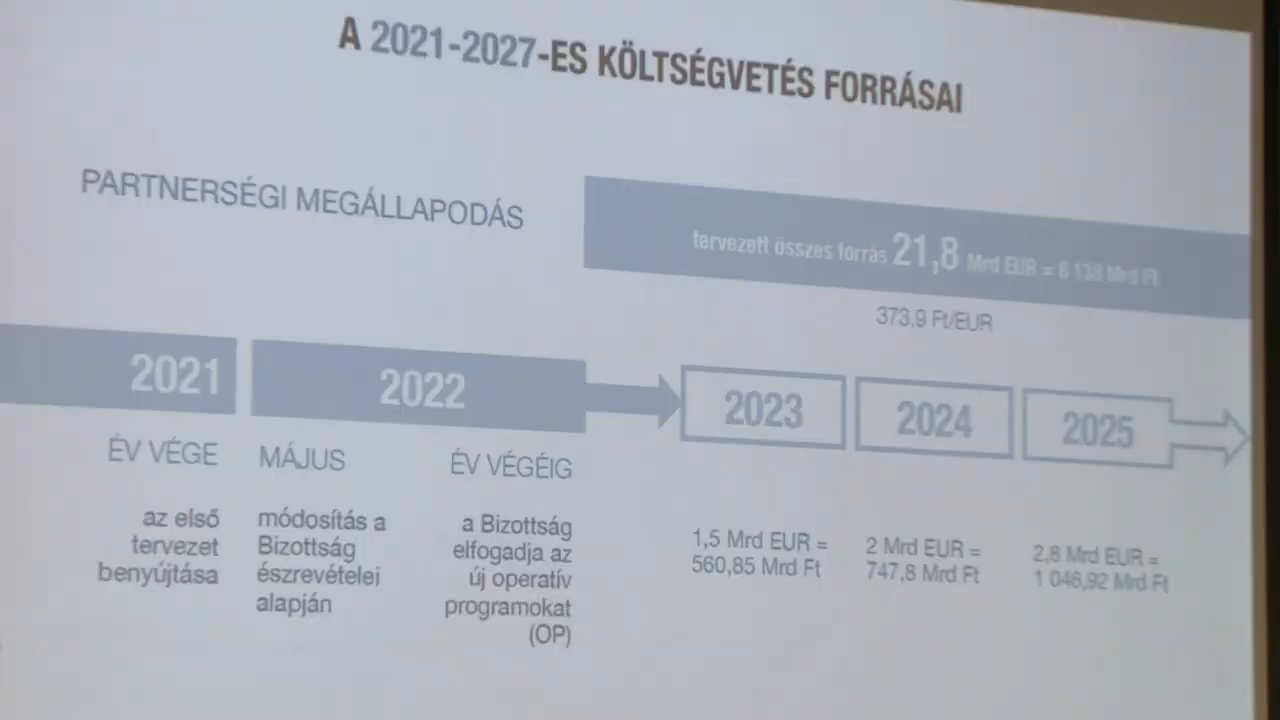 A 2021-2027-ES KÖLTSÉGVETÉS FORRÁSAI
PARTNERSÉGI MEGÁLLAPODÁS
tervezett összes forrás 21,8 Mrd EUR = 138 Mrd Ft
373.9 Ft/EUR
2021
2022
2023
2024
2025
ÉV VÉGE
az első
tervezet
benyújtása
MÁJUS
módosítás a
Bizottság
észrevételei
alapján
ÉV VÉGÉIG
a Bizottság
elfogadja az
új operatív
programokat
(OP)
1,5 Mrd EUR =
560,85 Mrd Ft
2 Mrd EUR =
747,8 Mrd Ft
2,8 Mrd EUR =
1 046,92 Mrd Ft